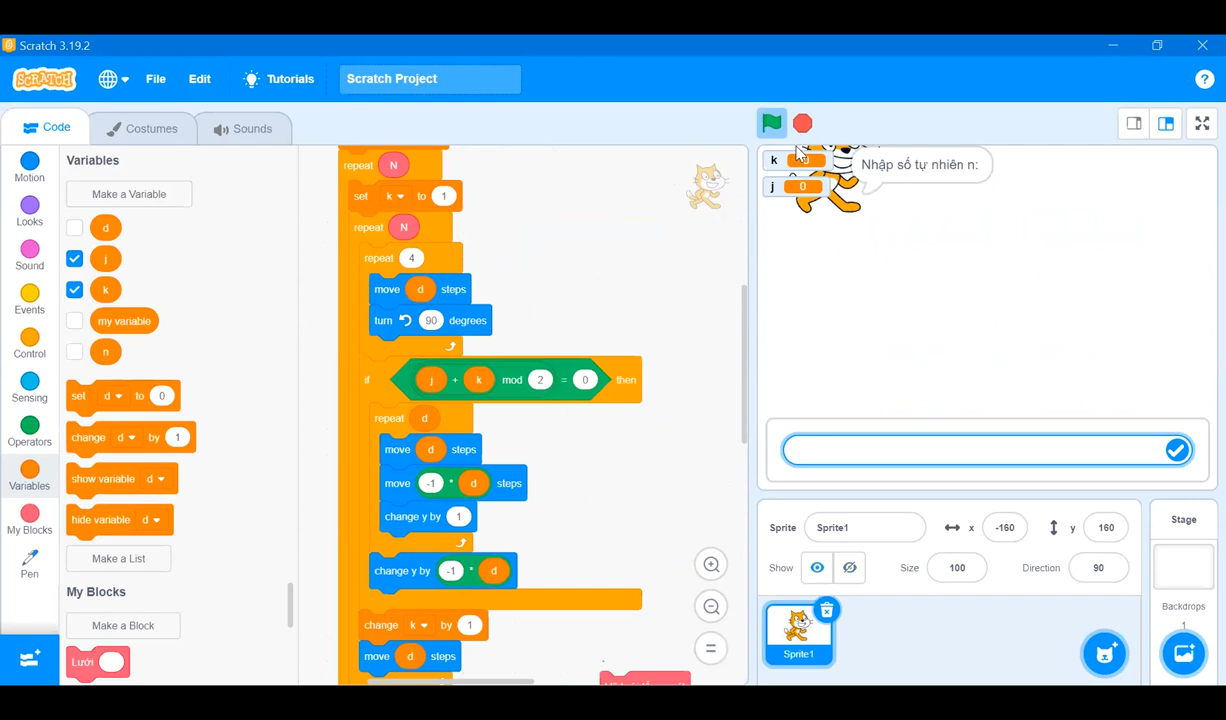 Scratch 3.19.2
SCRATCH File Edit Tutorials Scratch Project ?
Code Costumes Sounds
Motion
Looks
Sound
Events
Control
Sensing
Operators
Variables
My Blocks
Pen
Variables
Make a Variable
d
j
k
my variable
n
set d to 0
change d by 1
show variable d
hide variable d
Make a List
My Blocks
Make a Block
Lưới
repeat N
set k to 1
repeat N
repeat 4
move d steps
turn 90 degrees
if j + k mod 2 = 0 then
repeat d
move d steps
move -1 * d steps
change y by 1
change y by -1 * d
change k by 1
move d steps
k
j 0
Nhập số tự nhiên n:
Sprite Sprite1 x -160 y 160
Show Size 100 Direction 90
Sprite1
Stage
Backdrops
1